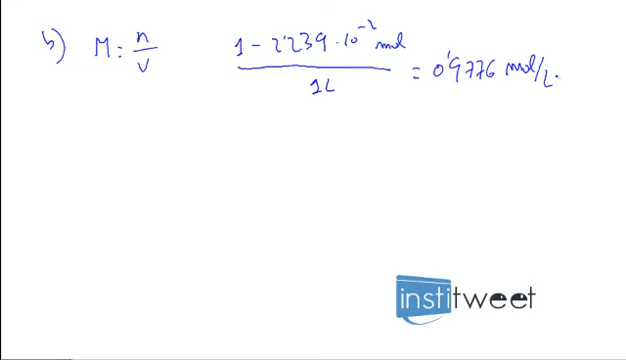 b) M = n/V (1 - 2'239 · 10⁻² mol)/1L = 0'9776 mol/L.
institweet